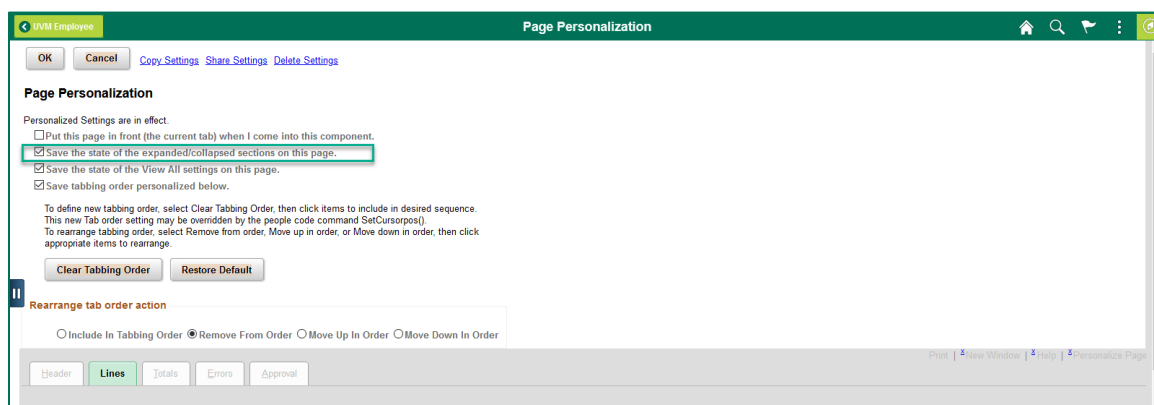 UVM Employee
Page Personalization
OK Cancel Copy Settings Share Settings Delete Settings
Page Personalization
Personalized Settings are in effect.
Put this page in front (the current tab) when I come into this component.
Save the state of the expanded/collapsed sections on this page.
Save the state of the View All settings on this page.
Save tabbing order personalized below.
To define new tabbing order, select Clear Tabbing Order, then click items to include in desired sequence.
This new Tab order setting may be overridden by the people code command SetCursorpos().
To rearrange tabbing order, select Remove from order, Move up in order, or Move down in order, then click
appropriate items to rearrange.
Clear Tabbing Order Restore Default
Rearrange tab order action
Include In Tabbing Order Remove From Order Move Up In Order Move Down In Order
Print | x New Window | x Help | x Personalize Page
Header Lines Totals Errors Approval